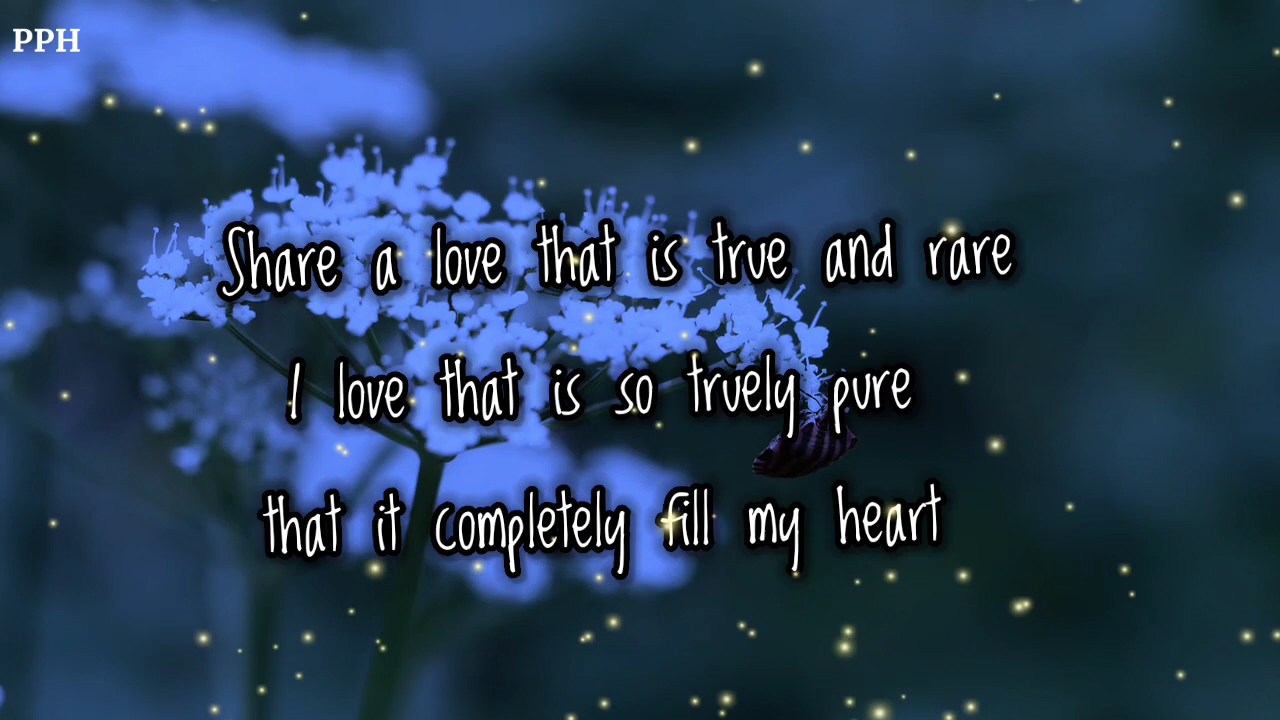 PPH
Share a love that is true and rare
I love that is so truely pure
that it completely fill my heart